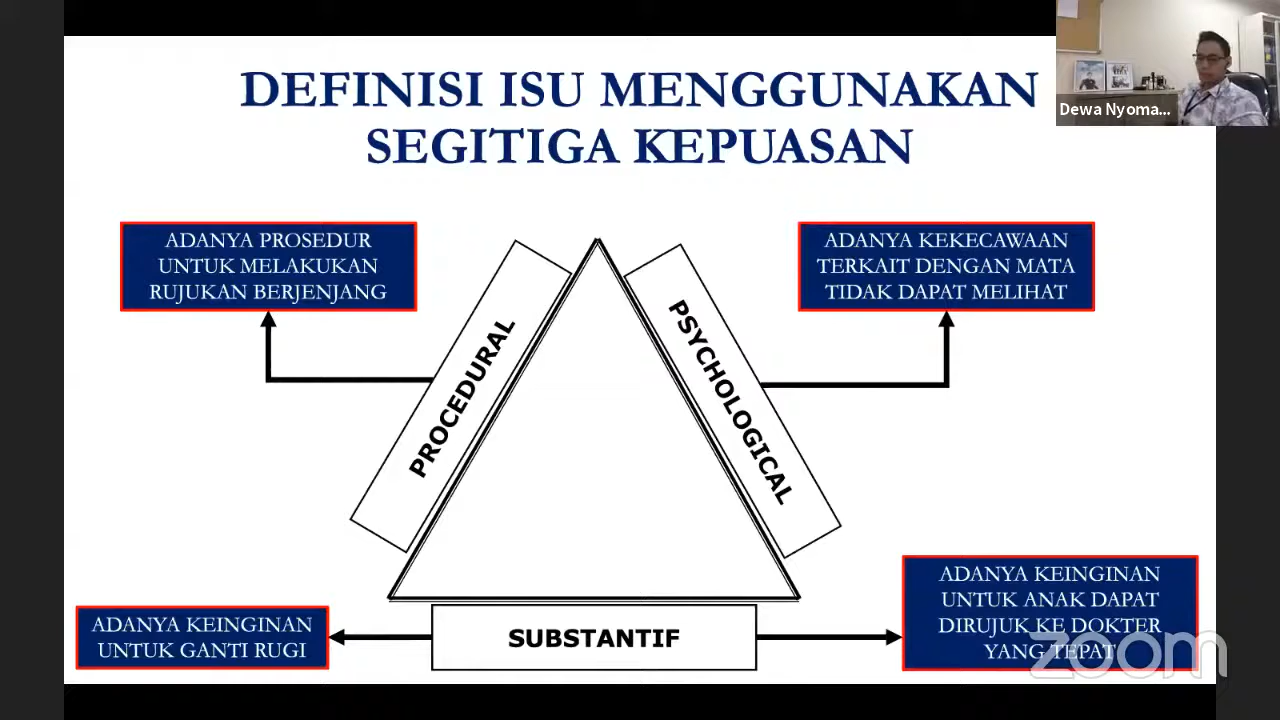 DEFINISI ISU MENGGUNAKAN
SEGITIGA KEPUASAN
Dewa Nyoma...
ADANYA PROSEDUR
UNTUK MELAKUKAN
RUJUKAN BERJENJANG
ADANYA KEKECAWAAN
TERKAIT DENGAN MATA
TIDAK DAPAT MELIHAT
PROCEDURAL
PSYCHOLOGICAL
ADANYA KEINGINAN
UNTUK GANTI RUGI
SUBSTANTIF
ADANYA KEINGINAN
UNTUK ANAK DAPAT
DIRUJUK KE DOKTER
YANG TEPAT
zoom